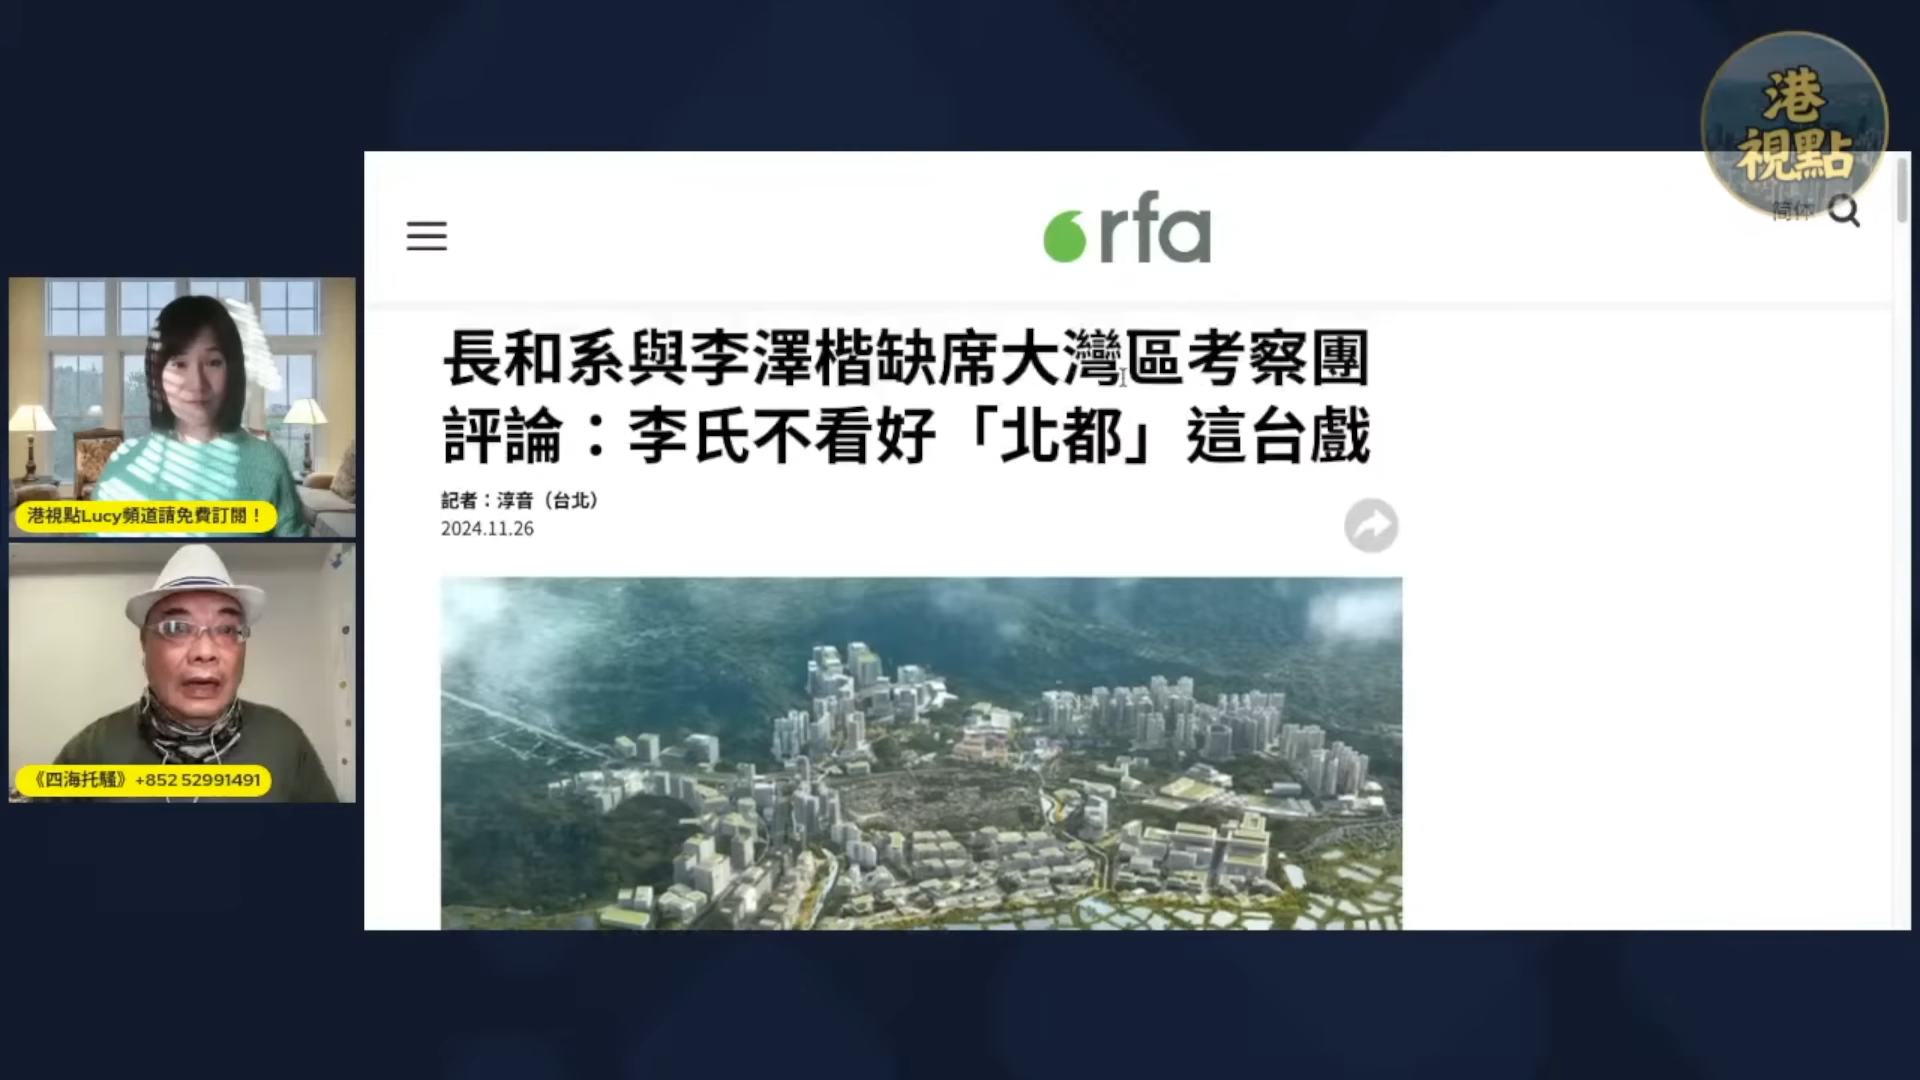 港
視點
简体
rfa
長和系與李澤楷缺席大灣區考察團
評論：李氏不看好「北都」這台戲
記者：淳音（台北）
2024.11.26
港視點Lucy頻道請免費訂閱！
《四海托騷》+852 52991491